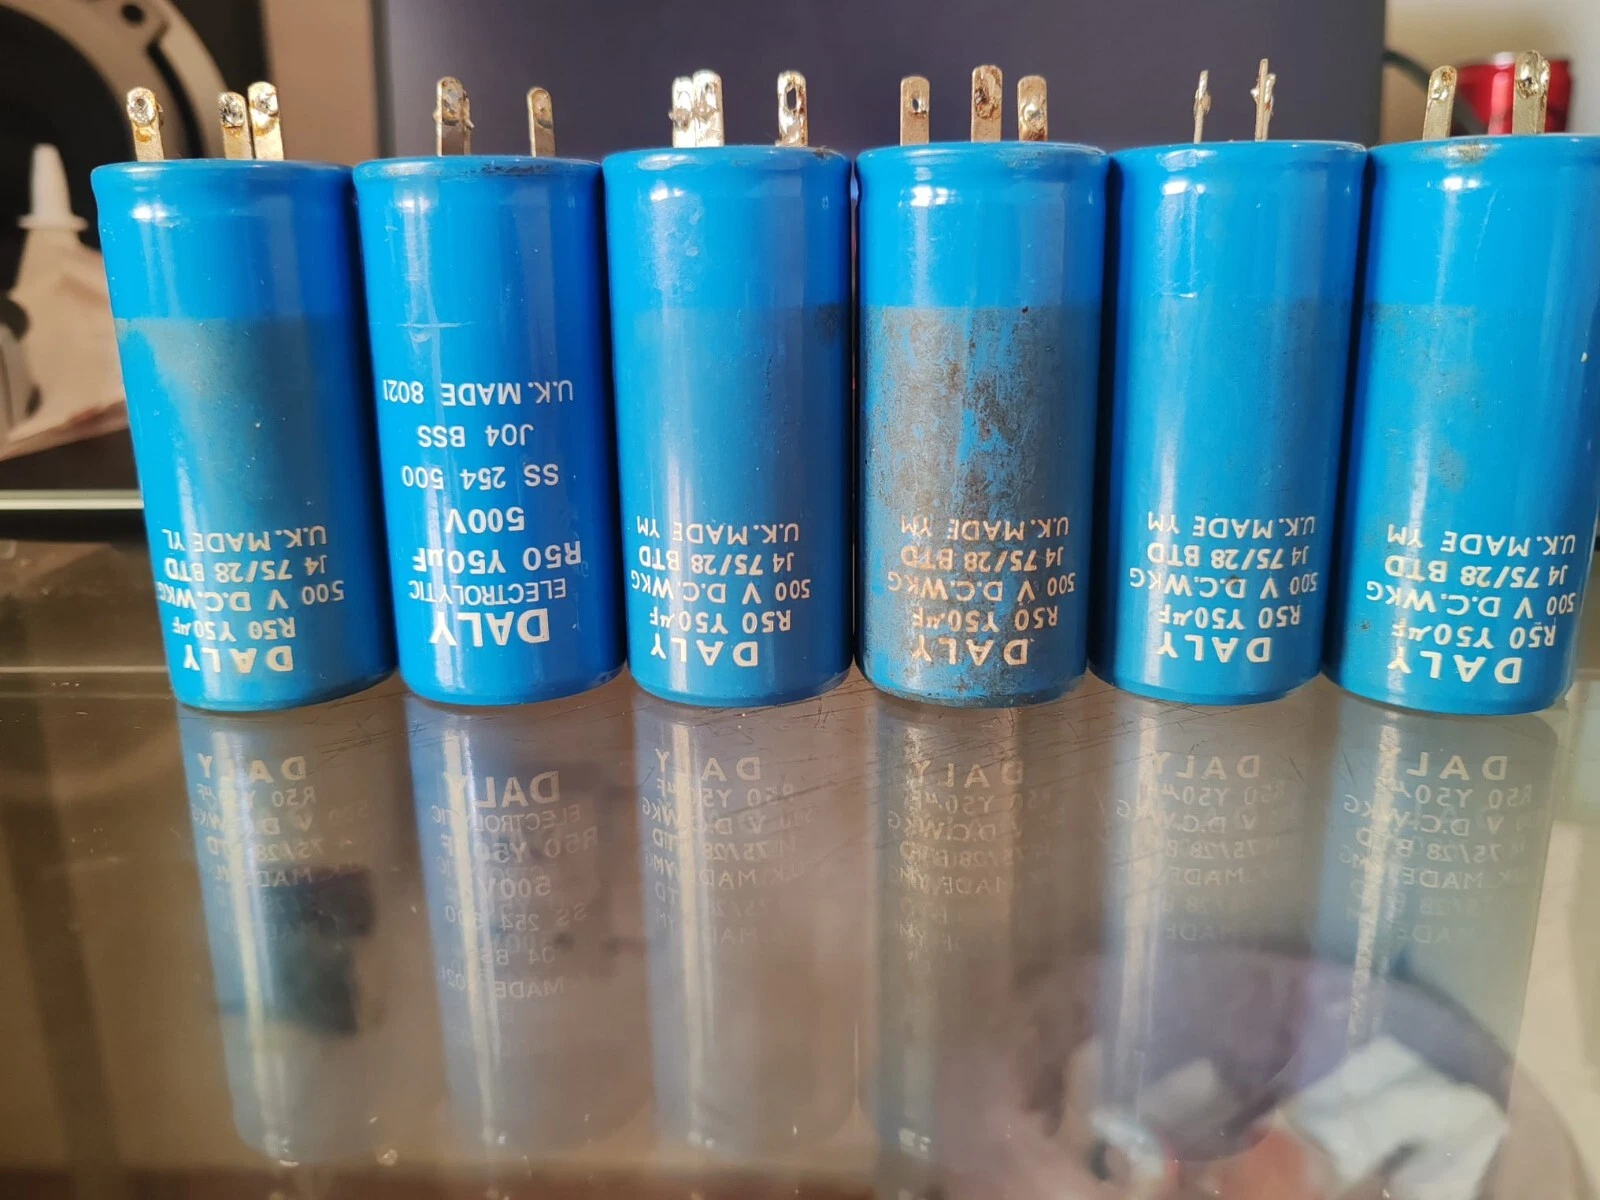 DALY
R50 Y50µF
500 V D.C.WKG
J4 75/28 BTD
U.K. MADE YL
DALY
ELECTROLYTIC
R50 Y50µF
500V
SS 254 500
J04 BSS
U.K. MADE 8021
DALY
R50 Y50µF
500 V D.C.WKG
J4 75/28 BTD
U.K. MADE YM
DALY
R50 Y50µF
500 V D.C.WKG
J4 75/28 BTD
U.K. MADE YM
DALY
R50 Y50µF
500 V D.C.WKG
J4 75/28 BTD
U.K. MADE YM
DALY
R50 Y50µF
500 V D.C.WKG
J4 75/28 BTD
U.K. MADE YM